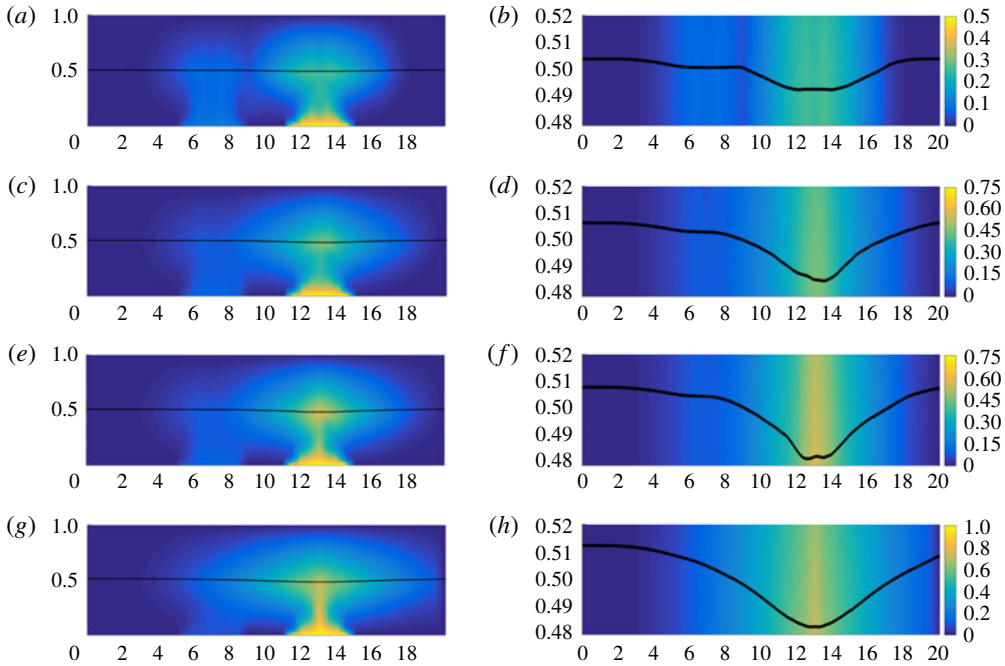 (a) 1.0 0.5
0 2 4 6 8 10 12 14 16 18
(b) 0.52 0.51 0.50 0.49 0.48
0 2 4 6 8 10 12 14 16 18 20
0.5 0.4 0.3 0.2 0.1 0
(c) 1.0 0.5
0 2 4 6 8 10 12 14 16 18
(d) 0.52 0.51 0.50 0.49 0.48
0 2 4 6 8 10 12 14 16 18 20
0.75 0.60 0.45 0.30 0.15 0
(e) 1.0 0.5
0 2 4 6 8 10 12 14 16 18
(f) 0.52 0.51 0.50 0.49 0.48
0 2 4 6 8 10 12 14 16 18 20
0.75 0.60 0.45 0.30 0.15 0
(g) 1.0 0.5
0 2 4 6 8 10 12 14 16 18
(h) 0.52 0.51 0.50 0.49 0.48
0 2 4 6 8 10 12 14 16 18 20
1.0 0.8 0.6 0.4 0.2 0